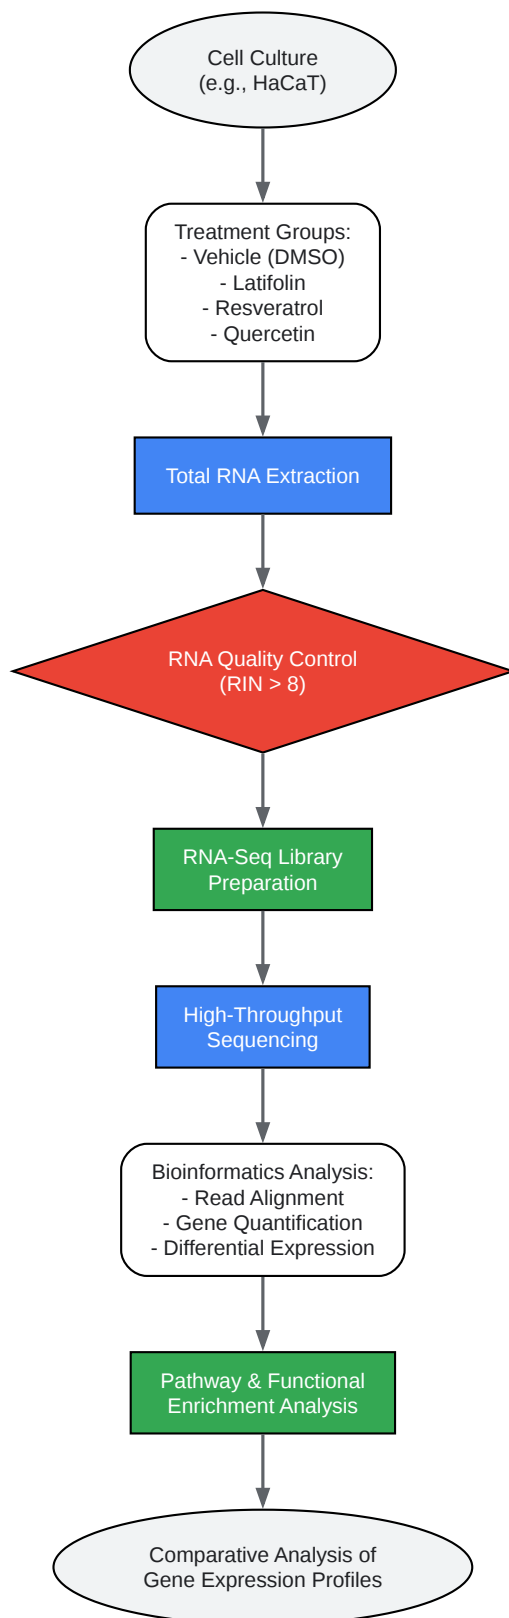 Cell Culture
(e.g., HaCaT)
Treatment Groups:
- Vehicle (DMSO)
- Latifolin
- Resveratrol
- Quercetin
Total RNA Extraction
RNA Quality Control
(RIN > 8)
RNA-Seq Library
Preparation
High-Throughput
Sequencing
Bioinformatics Analysis:
- Read Alignment
- Gene Quantification
- Differential Expression
Pathway & Functional
Enrichment Analysis
Comparative Analysis of
Gene Expression Profiles